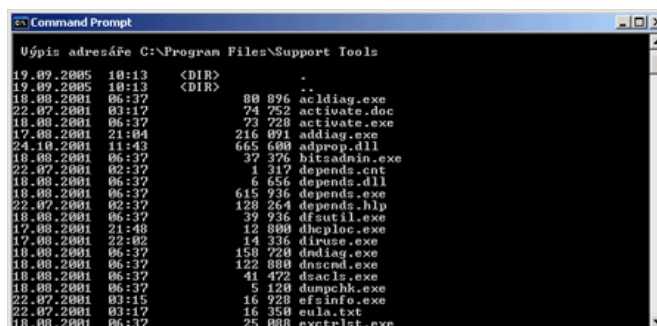 Command Prompt
Výpis adresáře C:\Program Files\Support Tools
19.09.2005 10:13 <DIR> .
19.09.2005 10:13 <DIR> ..
18.08.2001 06:37 80 896 acldiag.exe
22.07.2001 03:17 74 752 activate.doc
18.08.2001 06:37 73 728 activate.exe
17.08.2001 21:04 216 091 addiag.exe
24.10.2001 11:43 665 600 adprop.dll
18.08.2001 06:37 37 376 bitsadmin.exe
22.07.2001 02:37 1 317 depends.cnt
18.08.2001 06:37 6 656 depends.dll
18.08.2001 06:37 615 936 depends.exe
22.07.2001 02:37 128 264 depends.hlp
18.08.2001 06:37 39 936 dfsutil.exe
17.08.2001 21:48 12 800 dhcploc.exe
17.08.2001 22:02 14 336 diruse.exe
18.08.2001 06:37 158 720 dmdiag.exe
18.08.2001 06:37 122 880 dnscmd.exe
18.08.2001 06:37 41 472 dsacls.exe
18.08.2001 06:37 5 120 dumpchk.exe
22.07.2001 03:15 16 928 efsinfo.exe
22.07.2001 03:17 16 350 eula.txt
18.08.2001 06:37 25 088 exctrlst.exe